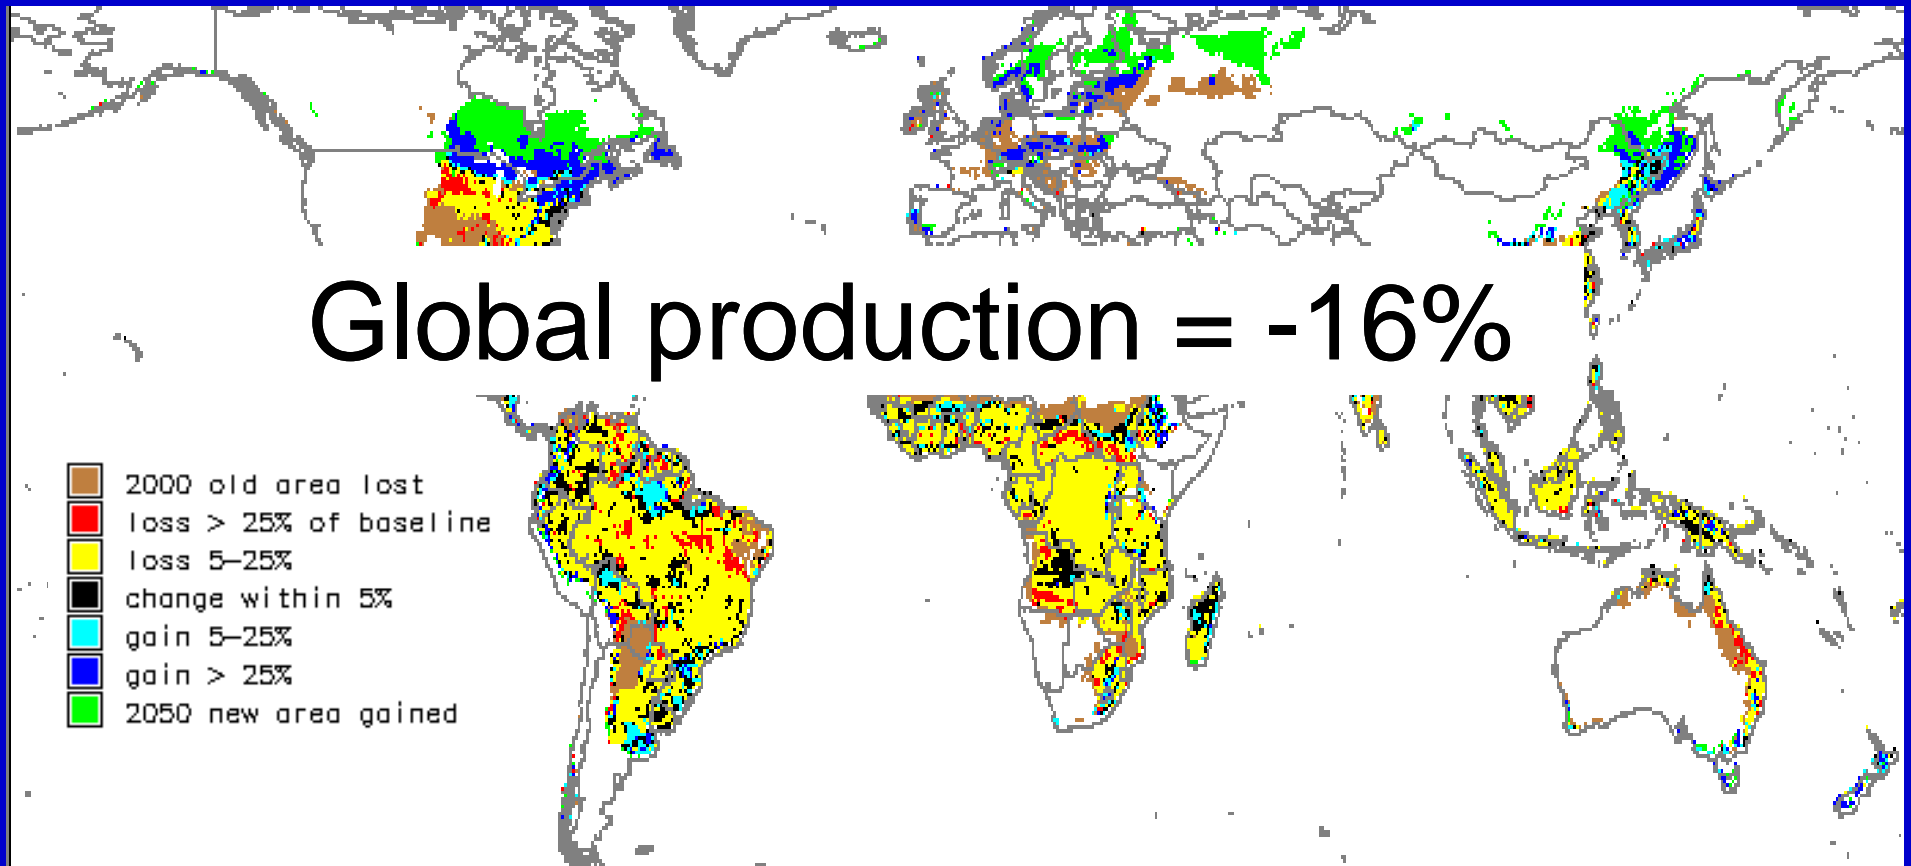 Global production = -16%
2000 old area lost
loss > 25% of baseline
loss 5–25%
change within 5%
gain 5–25%
gain > 25%
2050 new area gained